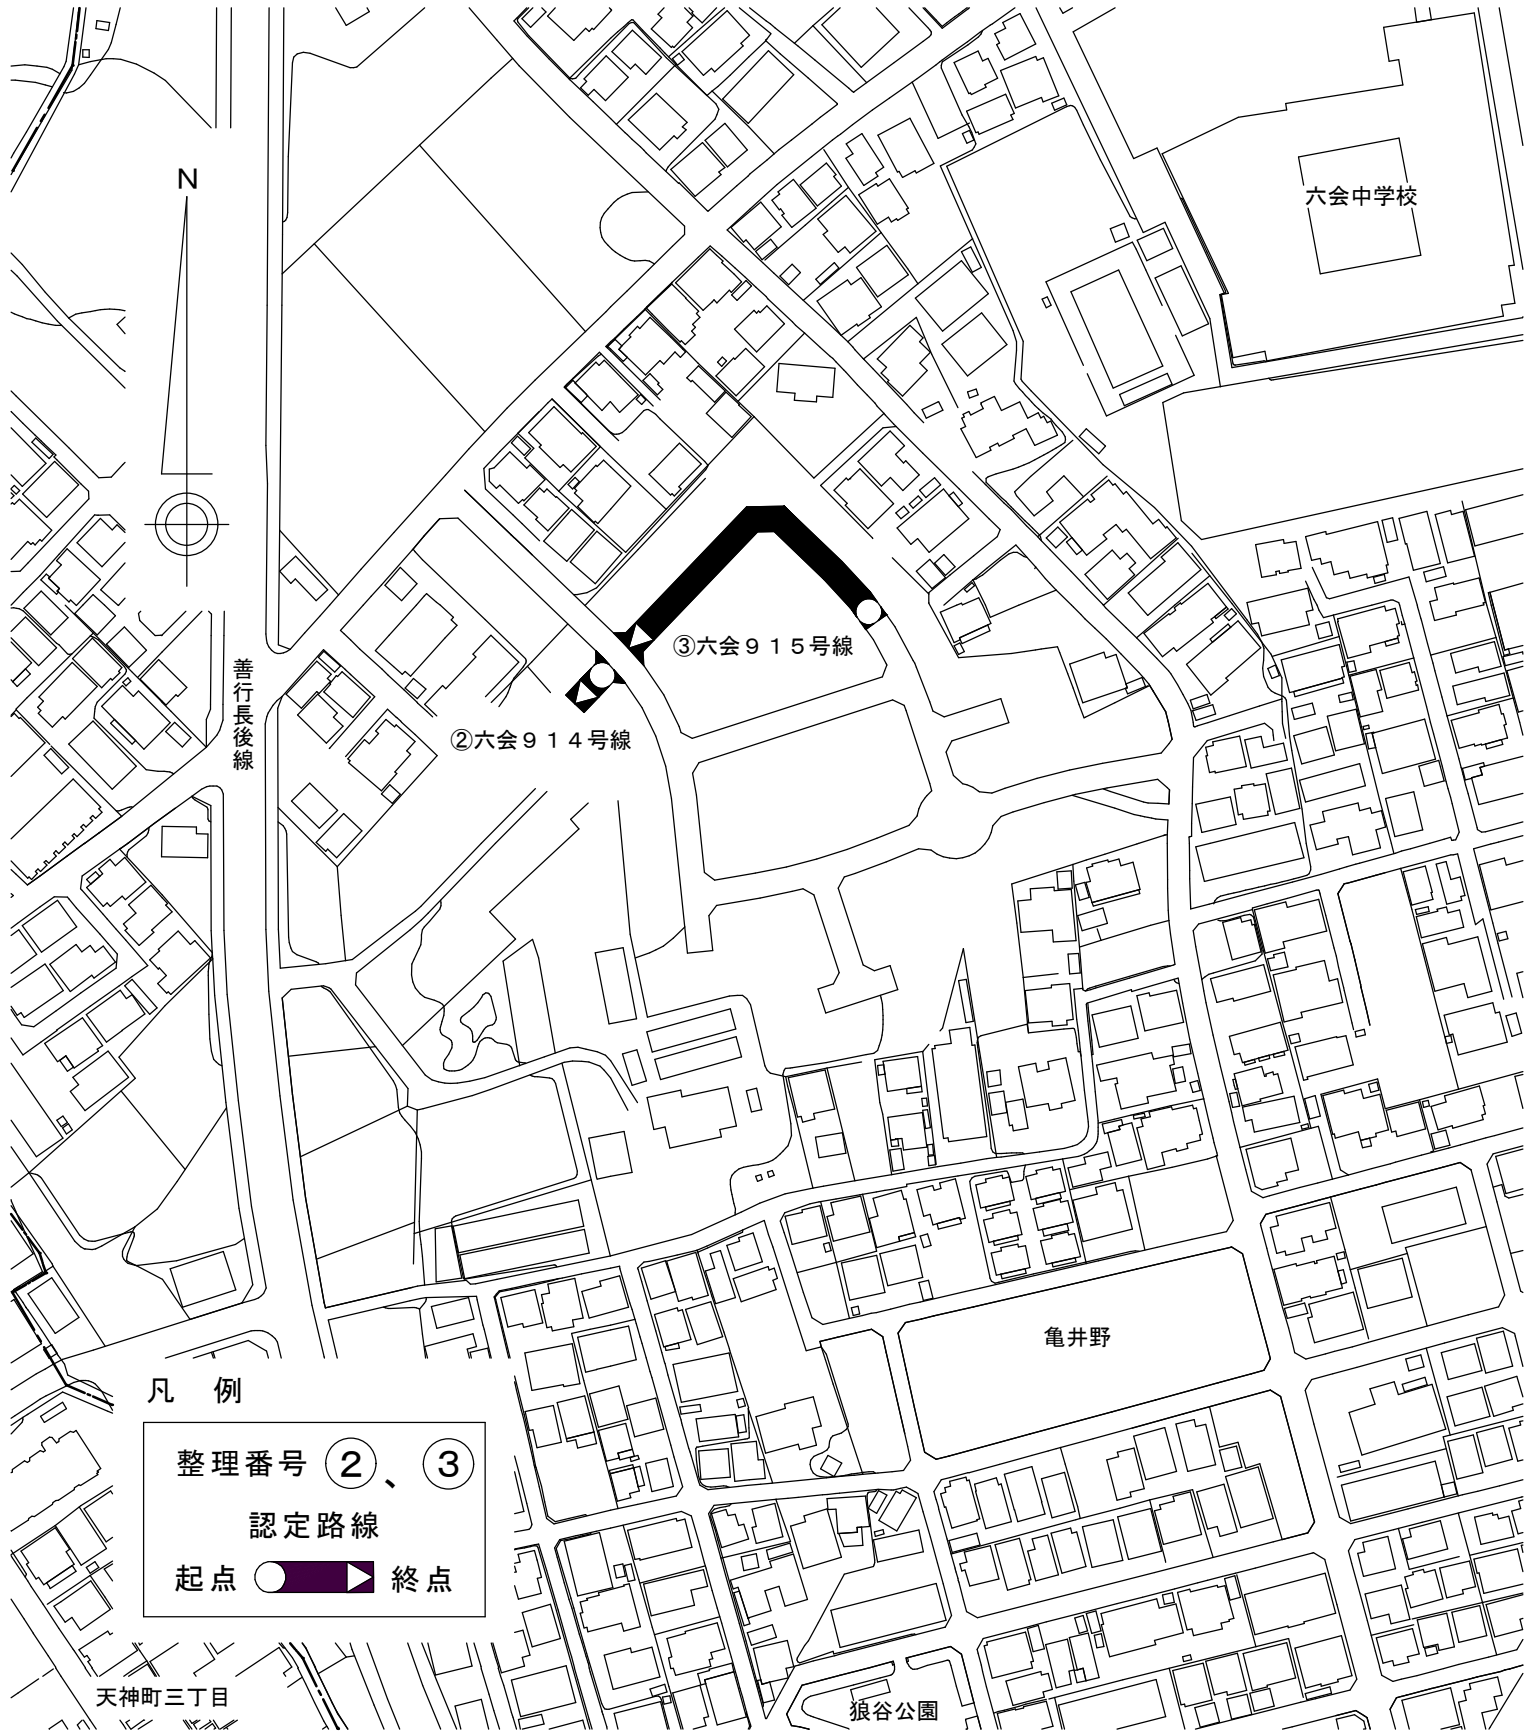 N
六会中学校
③六会９１５号線
善行長後線
②六会９１４号線
亀井野
凡　例
整理番号 ②、③
認定路線
起点 終点
天神町三丁目
狼谷公園